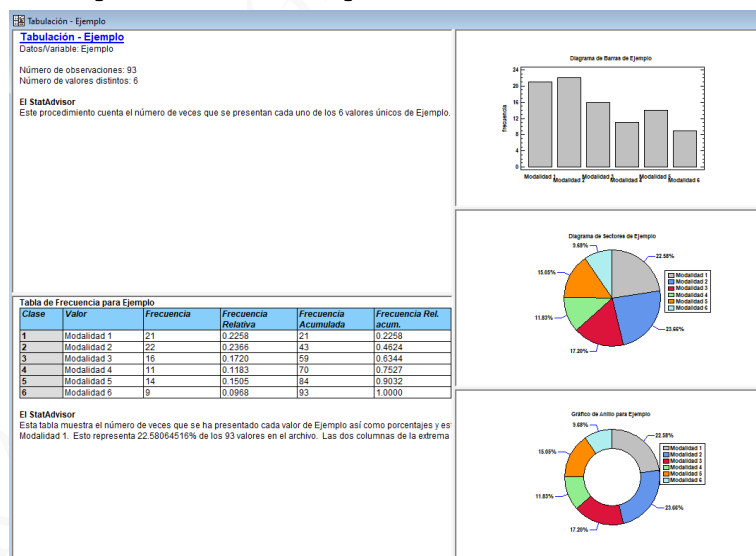 Tabulación - Ejemplo
Tabulación - Ejemplo
Datos/Variable: Ejemplo
Número de observaciones: 93
Número de valores distintos: 6
El StatAdvisor
Este procedimiento cuenta el número de veces que se presentan cada uno de los 6 valores únicos de Ejemplo.
Tabla de Frecuencia para Ejemplo
Clase Valor Frecuencia Frecuencia Relativa Frecuencia Acumulada Frecuencia Rel. acum.
1 Modalidad 1 21 0.2258 21 0.2258
2 Modalidad 2 22 0.2366 43 0.4624
3 Modalidad 3 16 0.1720 59 0.6344
4 Modalidad 4 11 0.1183 70 0.7527
5 Modalidad 5 14 0.1505 84 0.9032
6 Modalidad 6 9 0.0968 93 1.0000
El StatAdvisor
Esta tabla muestra el número de veces que se ha presentado cada valor de Ejemplo así como porcentajes y es
Modalidad 1. Esto representa 22.58064516% de los 93 valores en el archivo. Las dos columnas de la extrema
Diagrama de Barras de Ejemplo
frecuencia
24
20
16
12
8
4
0
Modalidad 1 Modalidad 2 Modalidad 3 Modalidad 4 Modalidad 5 Modalidad 6
Diagrama de Sectores de Ejemplo
9.68%
22.58%
15.05%
11.83%
23.66%
17.20%
Modalidad 1
Modalidad 2
Modalidad 3
Modalidad 4
Modalidad 5
Modalidad 6
Gráfico de Anillo para Ejemplo
9.68%
22.58%
15.05%
11.83%
23.66%
17.20%
Modalidad 1
Modalidad 2
Modalidad 3
Modalidad 4
Modalidad 5
Modalidad 6